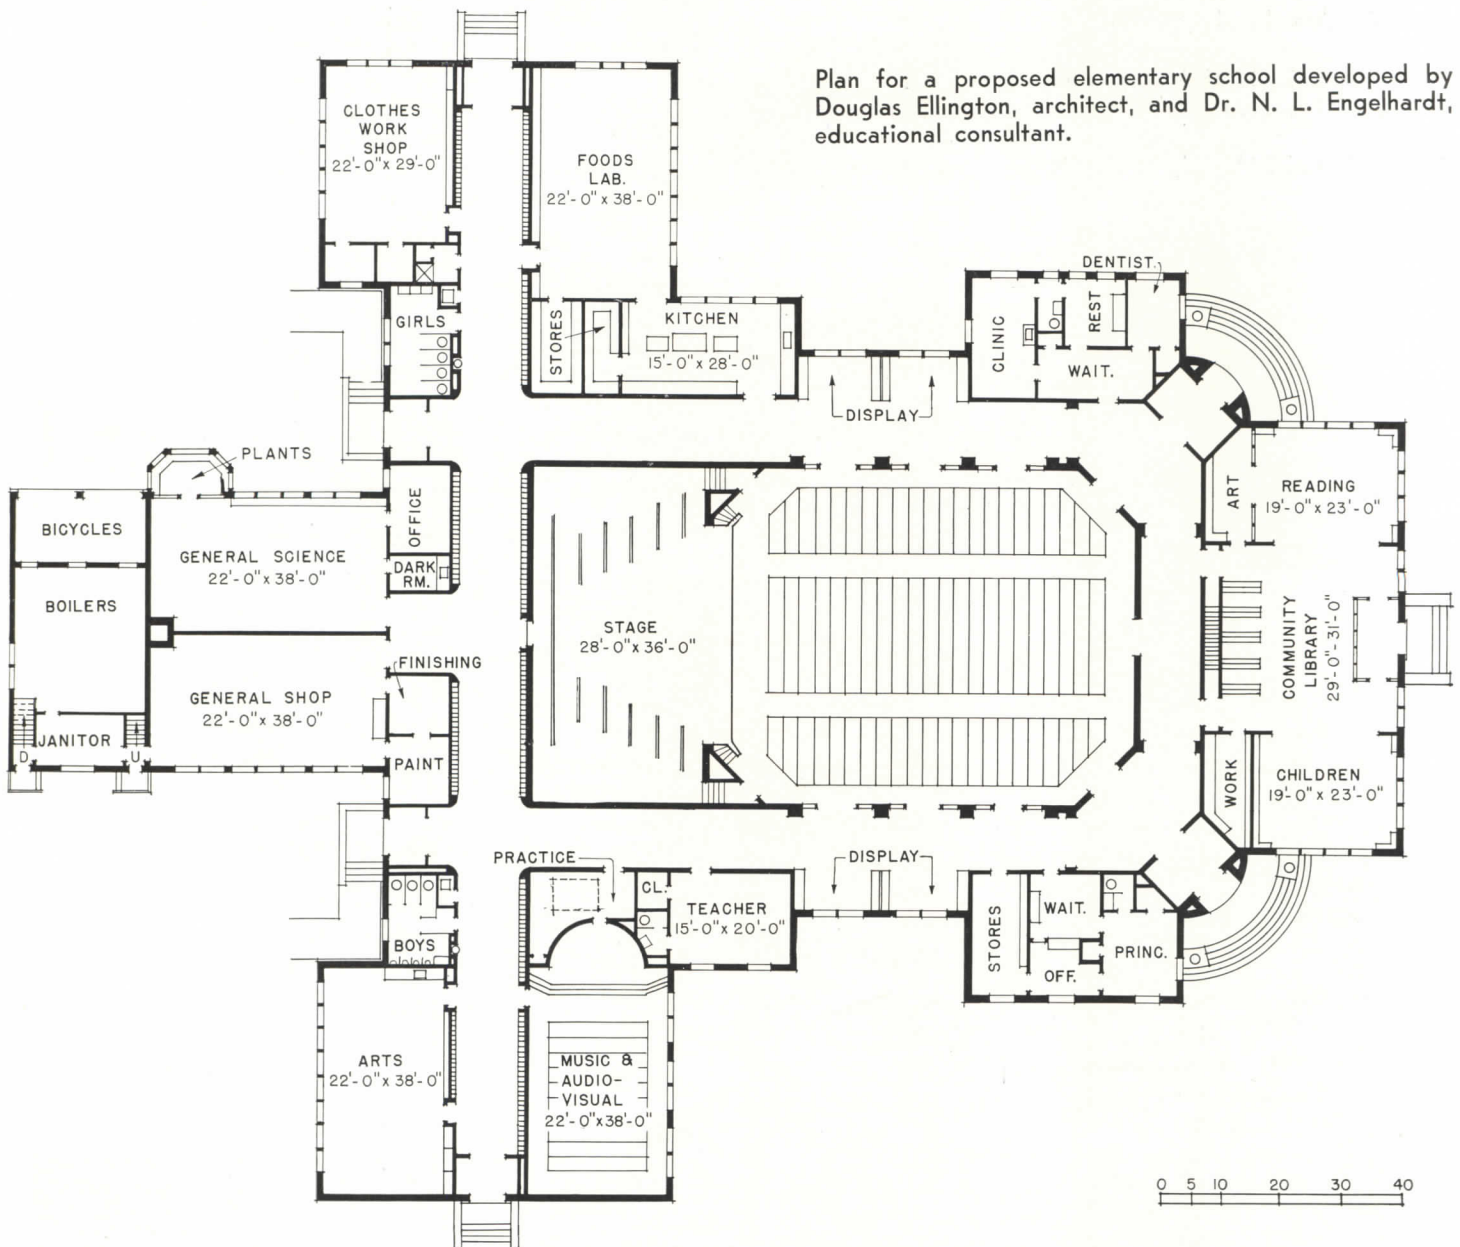 Plan for a proposed elementary school developed by
Douglas Ellington, architect, and Dr. N. L. Engelhardt,
educational consultant.
CLOTHES
WORK
SHOP
22'-0" x 29'-0"
FOODS
LAB.
22'-0" x 38'-0"
GIRLS
STORES
KITCHEN
15'-0" x 28'-0"
DISPLAY
CLINIC
REST
DENTIST.
WAIT.
PLANTS
BICYCLES
GENERAL SCIENCE
22'-0" x 38'-0"
OFFICE
DARK
RM.
BOILERS
FINISHING
GENERAL SHOP
22'-0" x 38'-0"
JANITOR
D
U
PAINT
STAGE
28'-0" x 36'-0"
ART
READING
19'-0" x 23'-0"
COMMUNITY
LIBRARY
29'-0"-31'-0"
WORK
CHILDREN
19'-0" x 23'-0"
PRACTICE
CL.
TEACHER
15'-0" x 20'-0"
DISPLAY
STORES
WAIT.
OFF.
PRINC.
BOYS
ARTS
22'-0" x 38'-0"
MUSIC &
AUDIO-
VISUAL
22'-0" x 38'-0"
0 5 10 20 30 40